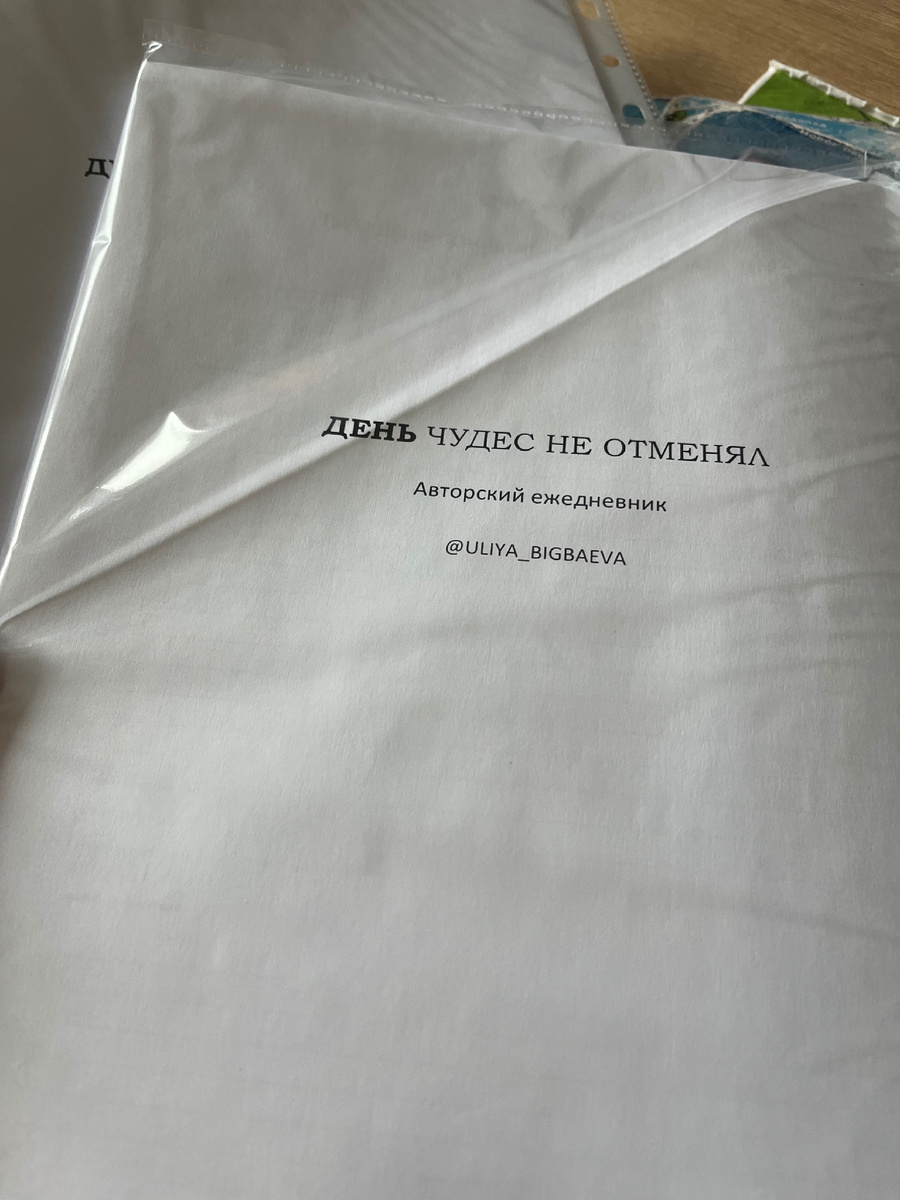 ДЕНЬ ЧУДЕС НЕ ОТМЕНЯЛ
Авторский ежедневник
@ULIYA_BIGBAEVA